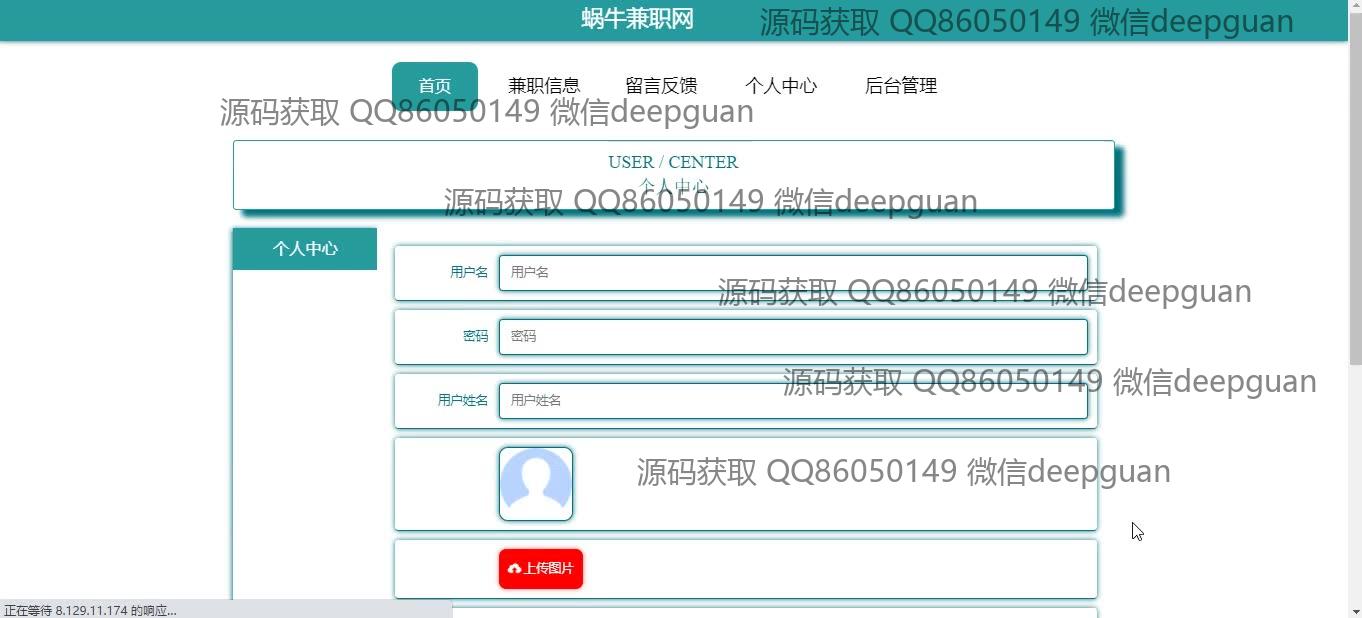 蜗牛兼职网
源码获取 QQ86050149 微信deepguan
首页 兼职信息 留言反馈 个人中心 后台管理
源码获取 QQ86050149 微信deepguan
USER / CENTER
个人中心
源码获取 QQ86050149 微信deepguan
个人中心
用户名 用户名
源码获取 QQ86050149 微信deepguan
密码 密码
源码获取 QQ86050149 微信deepguan
用户姓名 用户姓名
源码获取 QQ86050149 微信deepguan
上传图片
正在等待 8.129.11.174 的响应...